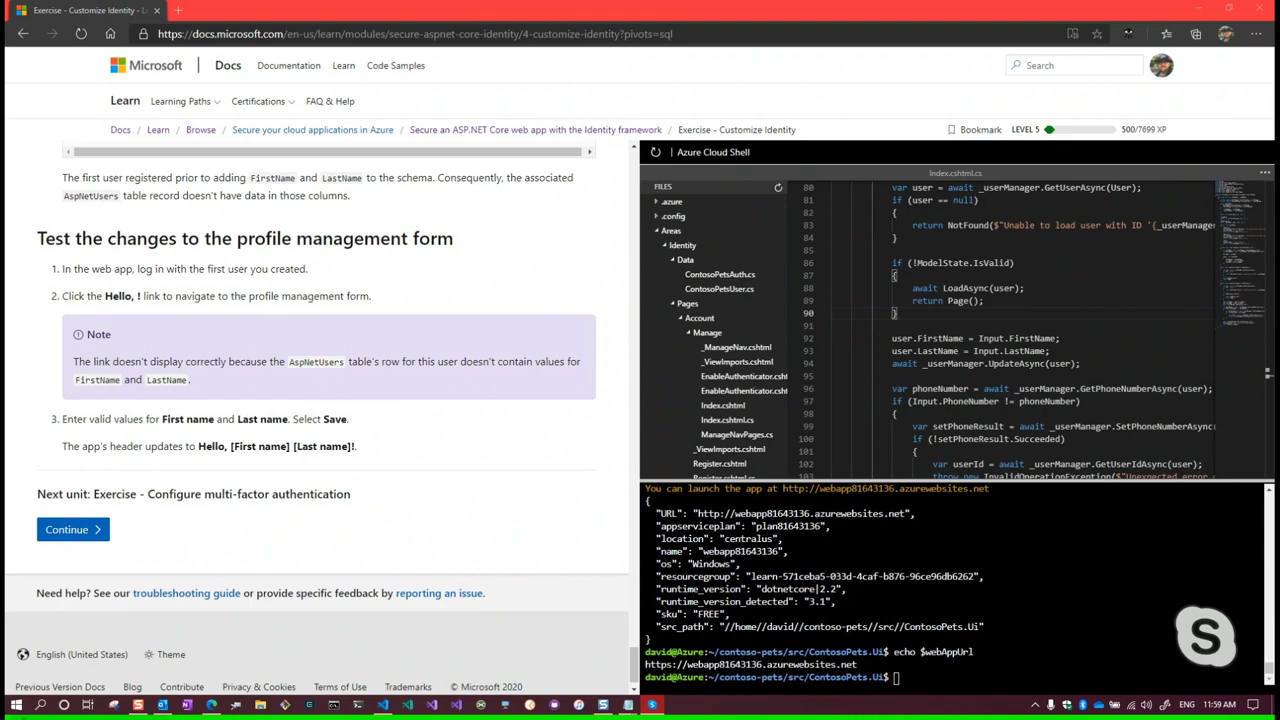 Exercise - Customize Identity - L
https://docs.microsoft.com/en-us/learn/modules/secure-aspnet-core-identity/4-customize-identity?pivots=sql
Microsoft
Docs
Documentation
Learn
Code Samples
Search
Learn
Learning Paths
Certifications
FAQ & Help
Docs / Learn / Browse / Secure your cloud applications in Azure / Secure an ASP.NET Core web app with the Identity framework / Exercise - Customize Identity
Bookmark
LEVEL 5
500/7699 XP
The first user registered prior to adding FirstName and LastName to the schema. Consequently, the associated
AspNetUsers table record doesn't have data in those columns.
Test the changes to the profile management form
1. In the web app, log in with the first user you created.
2. Click the Hello, ! link to navigate to the profile management form.
Note
The link doesn't display correctly because the AspNetUsers table's row for this user doesn't contain values for
FirstName and LastName.
3. Enter valid values for First name and Last name. Select Save.
The app's header updates to Hello, [First name] [Last name]!.
Next unit: Exercise - Configure multi-factor authentication
Continue
Need help? See our troubleshooting guide or provide specific feedback by reporting an issue.
English (United States)
Theme
Previous Version Docs
Blog
Contribute
Privacy & Cookies
Terms of Use
Trademarks
© Microsoft 2020
Azure Cloud Shell
Index.cshtml.cs
FILES
.azure
.config
Areas
Identity
Data
ContosoPetsAuth.cs
ContosoPetsUser.cs
Pages
Account
Manage
_ManageNav.cshtml
_ViewImports.cshtml
EnableAuthenticator.csht
EnableAuthenticator.csht
Index.cshtml
Index.cshtml.cs
ManageNavPages.cs
_ViewImports.cshtml
Register.cshtml
Register.cshtml
80 var user = await _userManager.GetUserAsync(User);
81 if (user == null)
82 {
83 return NotFound($"Unable to load user with ID '{_userManager
84 }
85
86 if (!ModelState.IsValid)
87 {
88 await LoadAsync(user);
89 return Page();
90 }
91
92 user.FirstName = Input.FirstName;
93 user.LastName = Input.LastName;
94 await _userManager.UpdateAsync(user);
95
96 var phoneNumber = await _userManager.GetPhoneNumberAsync(user);
97 if (Input.PhoneNumber != phoneNumber)
98 {
99 var setPhoneResult = await _userManager.SetPhoneNumberAsync(
100 if (!setPhoneResult.Succeeded)
101 {
102 var userId = await _userManager.GetUserIdAsync(user);
103 throw new InvalidOperationException($"Unexpected error
You can launch the app at http://webapp81643136.azurewebsites.net
{
"URL": "http://webapp81643136.azurewebsites.net",
"appserviceplan": "plan81643136",
"location": "centralus",
"name": "webapp81643136",
"os": "Windows",
"resourcegroup": "learn-571ceba5-033d-4caf-b876-96ce96db6262",
"runtime_version": "dotnetcore|2.2",
"runtime_version_detected": "3.1",
"sku": "FREE",
"src_path": "//home//david//contoso-pets//src//ContosoPets.Ui"
}
david@Azure:~/contoso-pets/src/ContosoPets.Ui$ echo $webAppUrl
https://webapp81643136.azurewebsites.net
david@Azure:~/contoso-pets/src/ContosoPets.Ui$
ENG
11:59 AM